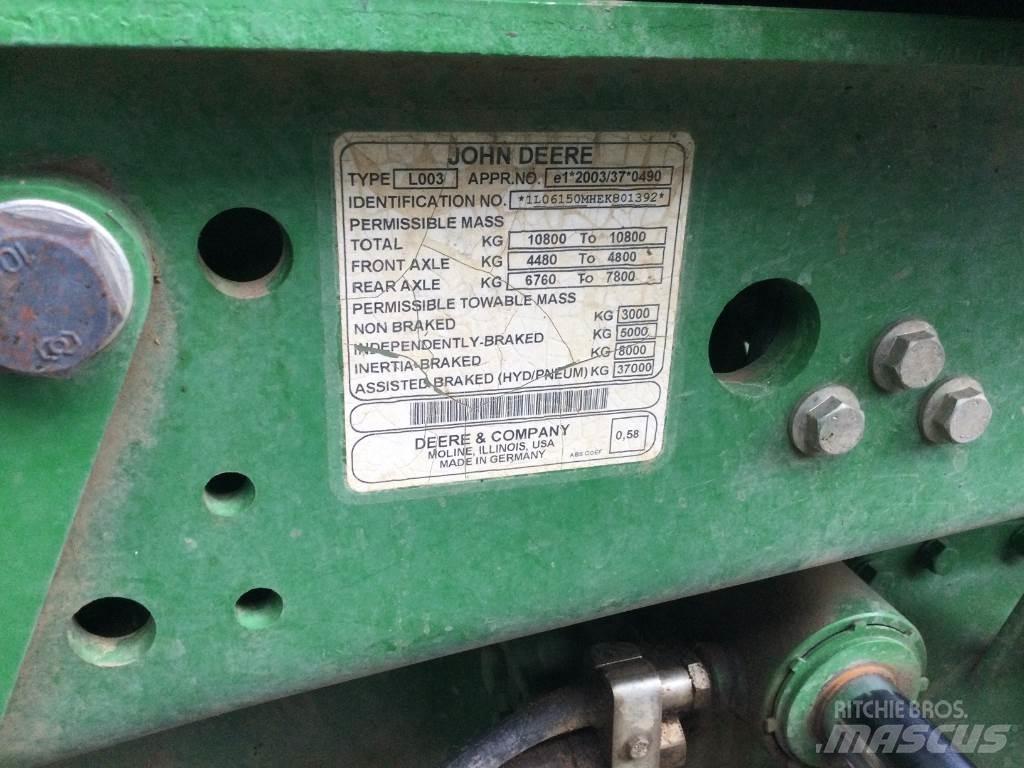 JOHN DEERE
TYPE L003 APPR.NO. e1*2003/37*0490
IDENTIFICATION NO. *1L06150MHEK801392*
PERMISSIBLE MASS
TOTAL KG 10800 To 10800
FRONT AXLE KG 4480 To 4800
REAR AXLE KG 6760 To 7800
PERMISSIBLE TOWABLE MASS
NON BRAKED KG 3000
INDEPENDENTLY-BRAKED KG 5000
INERTIA-BRAKED KG 8000
ASSISTED BRAKED (HYD/PNEUM) KG 37000
DEERE & COMPANY
MOLINE, ILLINOIS, USA
MADE IN GERMANY
ABS COEF 0,58
10
RITCHIE BROS.
MASCUS